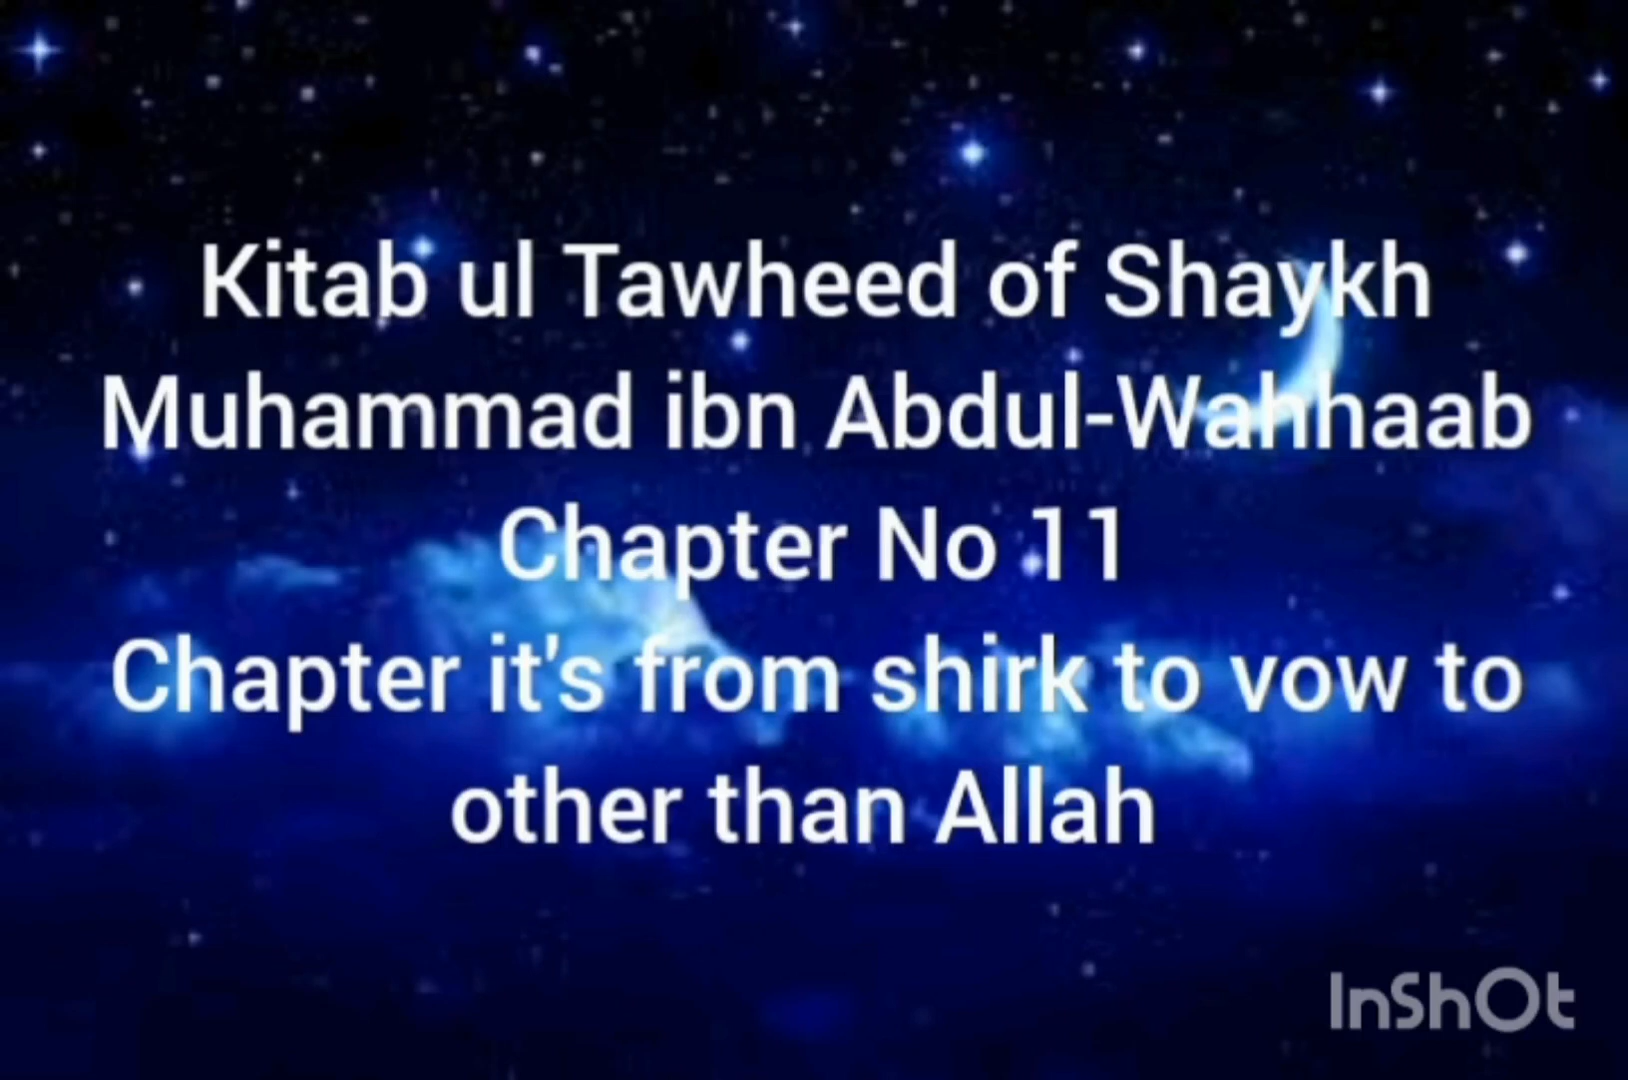 Kitab ul Tawheed of Shaykh
Muhammad ibn Abdul-Wahhaab
Chapter No 11
Chapter it's from shirk to vow to
other than Allah
InShOt